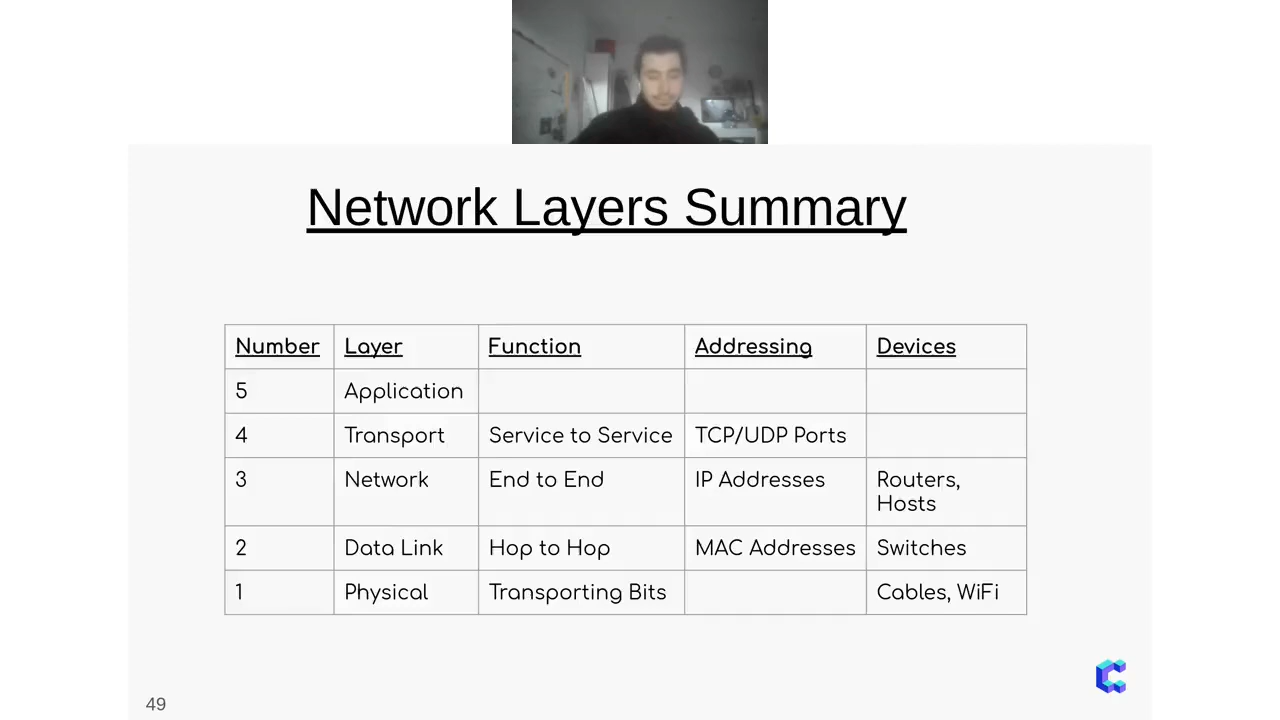 Network Layers Summary
Number Layer Function Addressing Devices
5 Application
4 Transport Service to Service TCP/UDP Ports
3 Network End to End IP Addresses Routers,
Hosts
2 Data Link Hop to Hop MAC Addresses Switches
1 Physical Transporting Bits Cables, WiFi
49